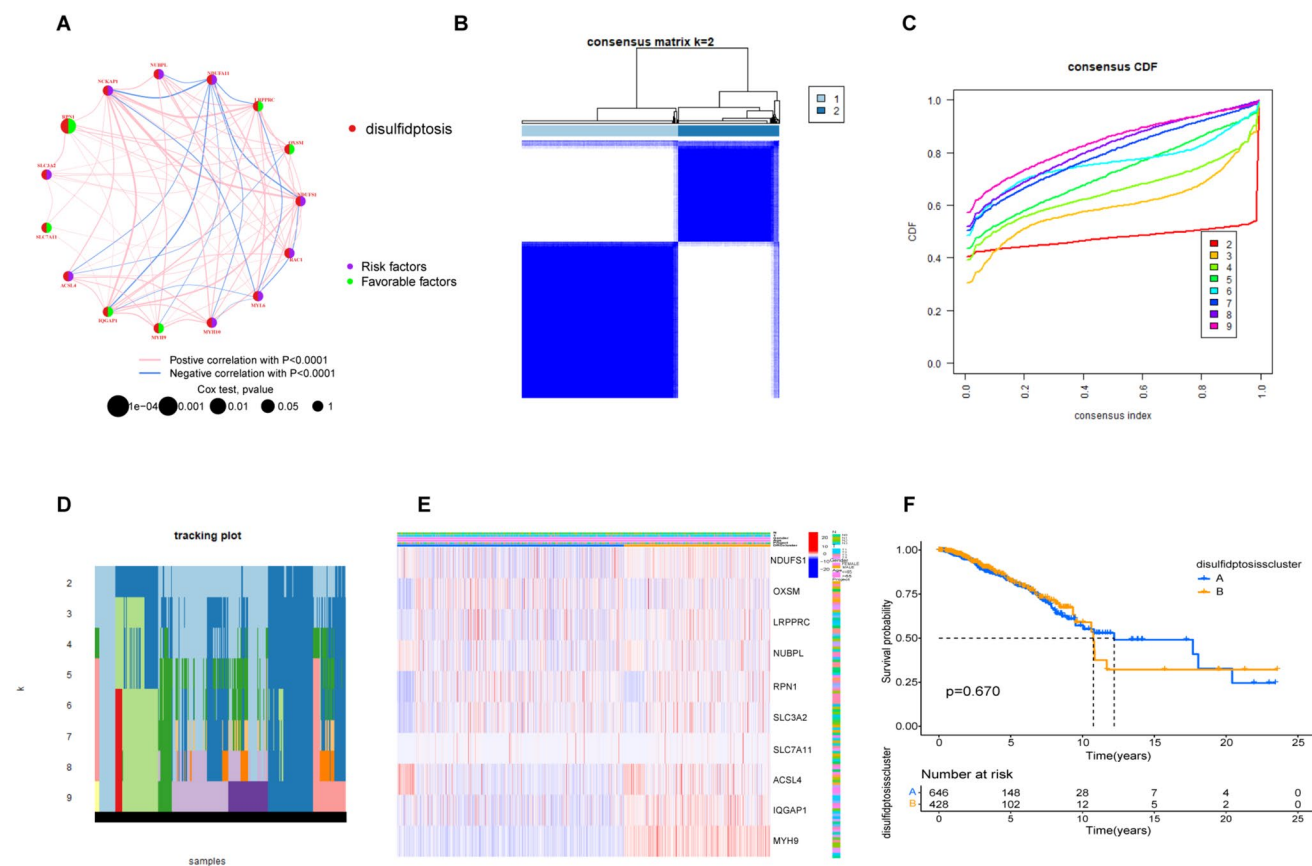 A
NUBPL
NDUFA11
NCKAP1
LRPPRC
RPN1
OXSM
SLC3A2
NDUFS1
SLC7A11
RAC1
ACSL4
MYL6
IQGAP1
MYH9
MYH10
disulfidptosis
Risk factors
Favorable factors
Postive correlation with P<0.0001
Negative correlation with P<0.0001
Cox test, pvalue
1e-04 0.001 0.01 0.05 1
B
consensus matrix k=2
1
2
C
consensus CDF
CDF
1.0
0.8
0.6
0.4
0.2
0.0
2
3
4
5
6
7
8
9
0.0 0.2 0.4 0.6 0.8 1.0
consensus index
D
tracking plot
k
2
3
4
5
6
7
8
9
samples
E
NDUFS1
OXSM
LRPPRC
NUBPL
RPN1
SLC3A2
SLC7A11
ACSL4
IQGAP1
MYH9
20
10
0
-10
-20
FEMALE
MALE
F
disulfidptosisscluster
A
B
Survival probability
1.00
0.75
0.50
0.25
0.00
p=0.670
0 5 10 15 20 25
Time(years)
disulfidptosisscluster
Number at risk
A 646 148 28 7 4 0
B 428 102 12 5 2 0
0 5 10 15 20 25
Time(years)